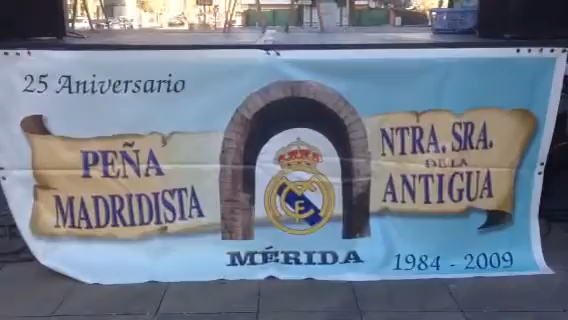 25 Aniversario
PEÑA
MADRIDISTA
NTRA. SRA.
DE LA
ANTIGUA
MÉRIDA
1984 - 2009